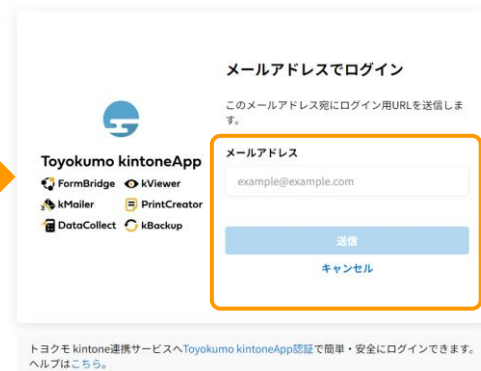 メールアドレスでログイン
このメールアドレス宛にログイン用URLを送信しま
す。
Toyokumo kintoneApp
FormBridge kViewer
kMailer PrintCreator
DataCollect kBackup
メールアドレス
example@example.com
送信
キャンセル
トヨクモ kintone連携サービスへToyokumo kintoneApp認証で簡単・安全にログインできます。
ヘルプはこちら。